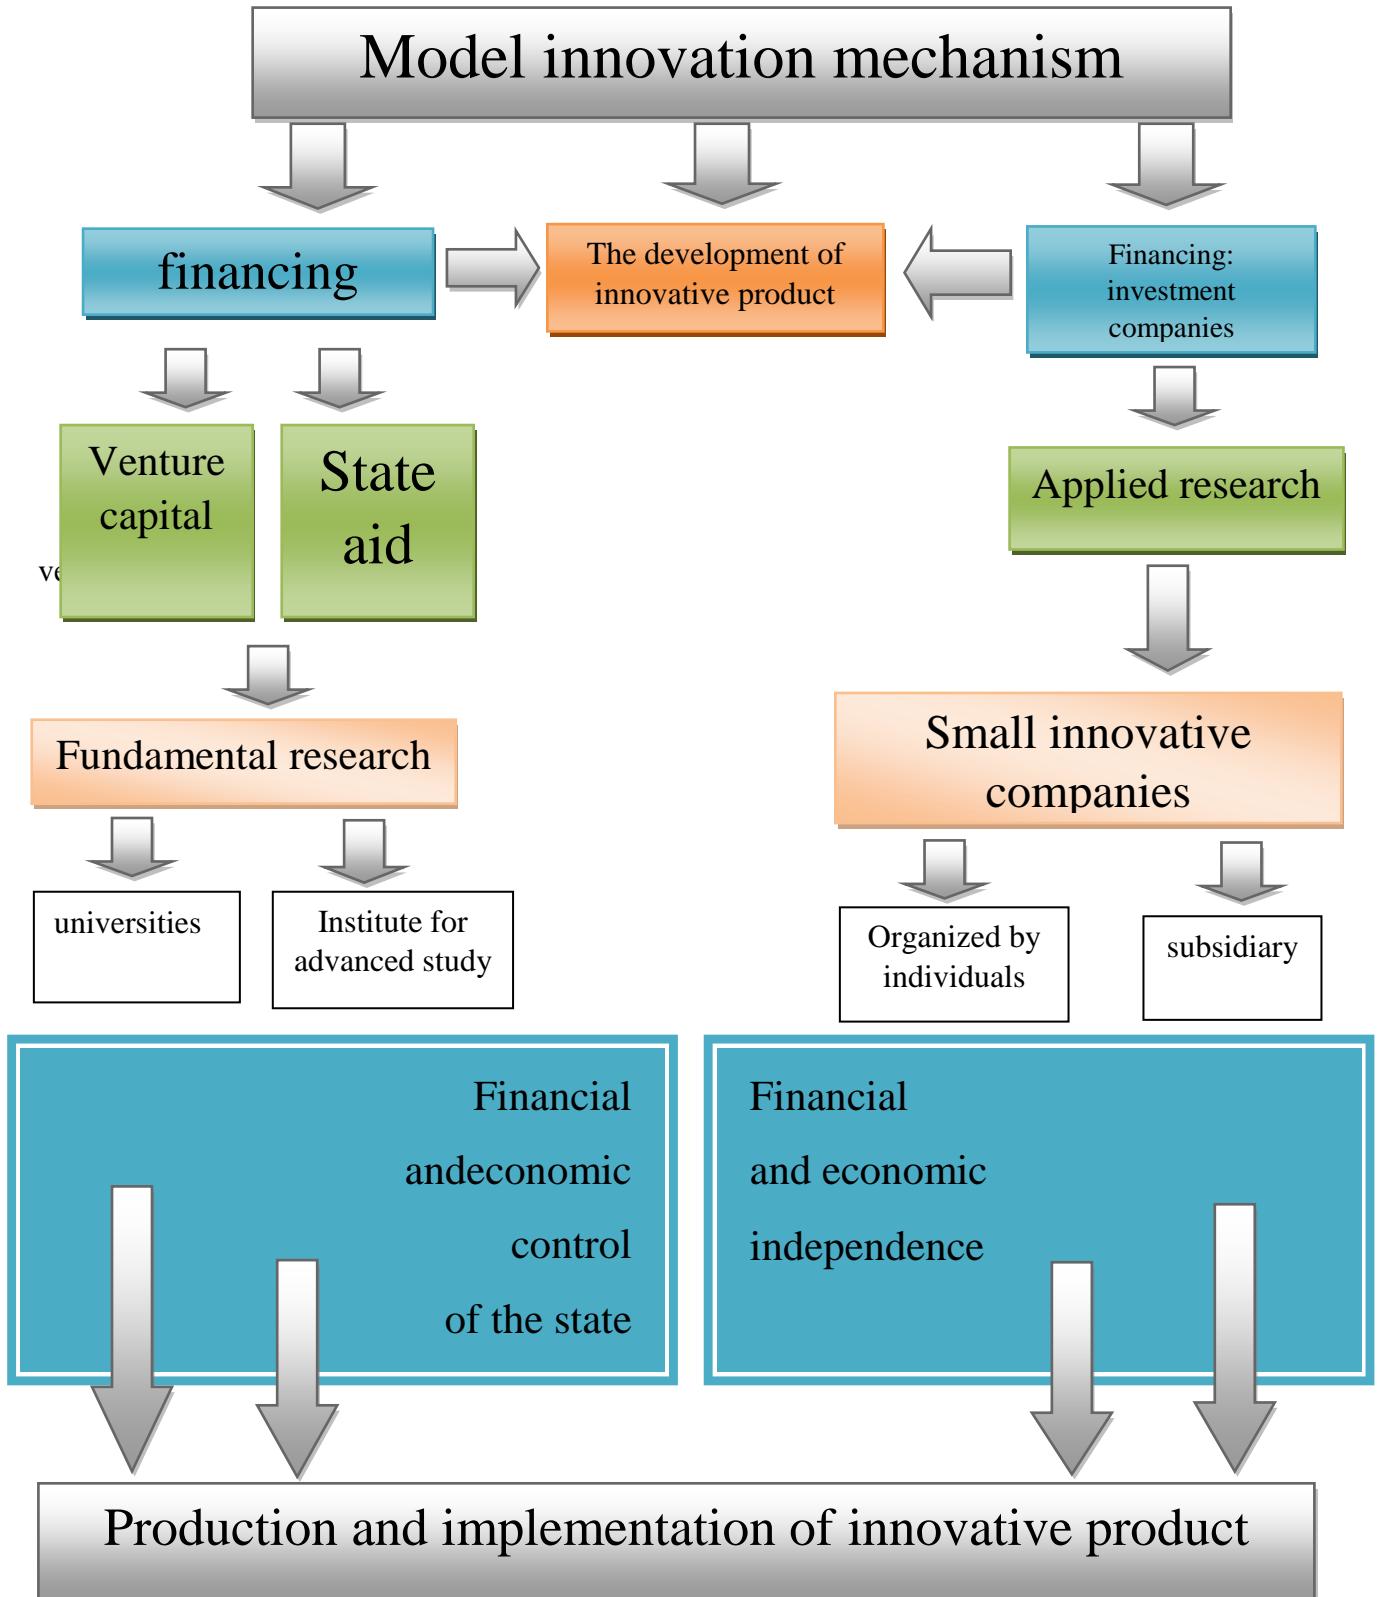 Model innovation mechanism
financing
The development of
innovative product
Financing:
investment
companies
Venture
capital
State
aid
Applied research
Fundamental research
Small innovative
companies
universities
Institute for
advanced study
Organized by
individuals
subsidiary
Financial
andeconomic
control
of the state
Financial
and economic
independence
Production and implementation of innovative product